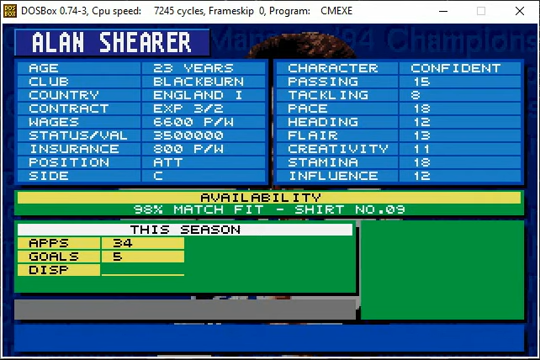 DOSBox 0.74-3, Cpu speed: 7245 cycles, Frameskip 0, Program: CMEXE
ALAN SHEARER
AGE 23 YEARS
CLUB BLACKBURN
COUNTRY ENGLAND I
CONTRACT EXP 3/2
WAGES 6600 P/W
STATUS/VAL 3500000
INSURANCE 300 P/W
POSITION ATT
SIDE C
CHARACTER CONFIDENT
PASSING 15
TACKLING 8
PACE 18
HEADING 12
FLAIR 13
CREATIVITY 11
STAMINA 18
INFLUENCE 12
AVAILABILITY
98% MATCH FIT - SHIRT NO.09
THIS SEASON
APPS 34
GOALS 5
DISP